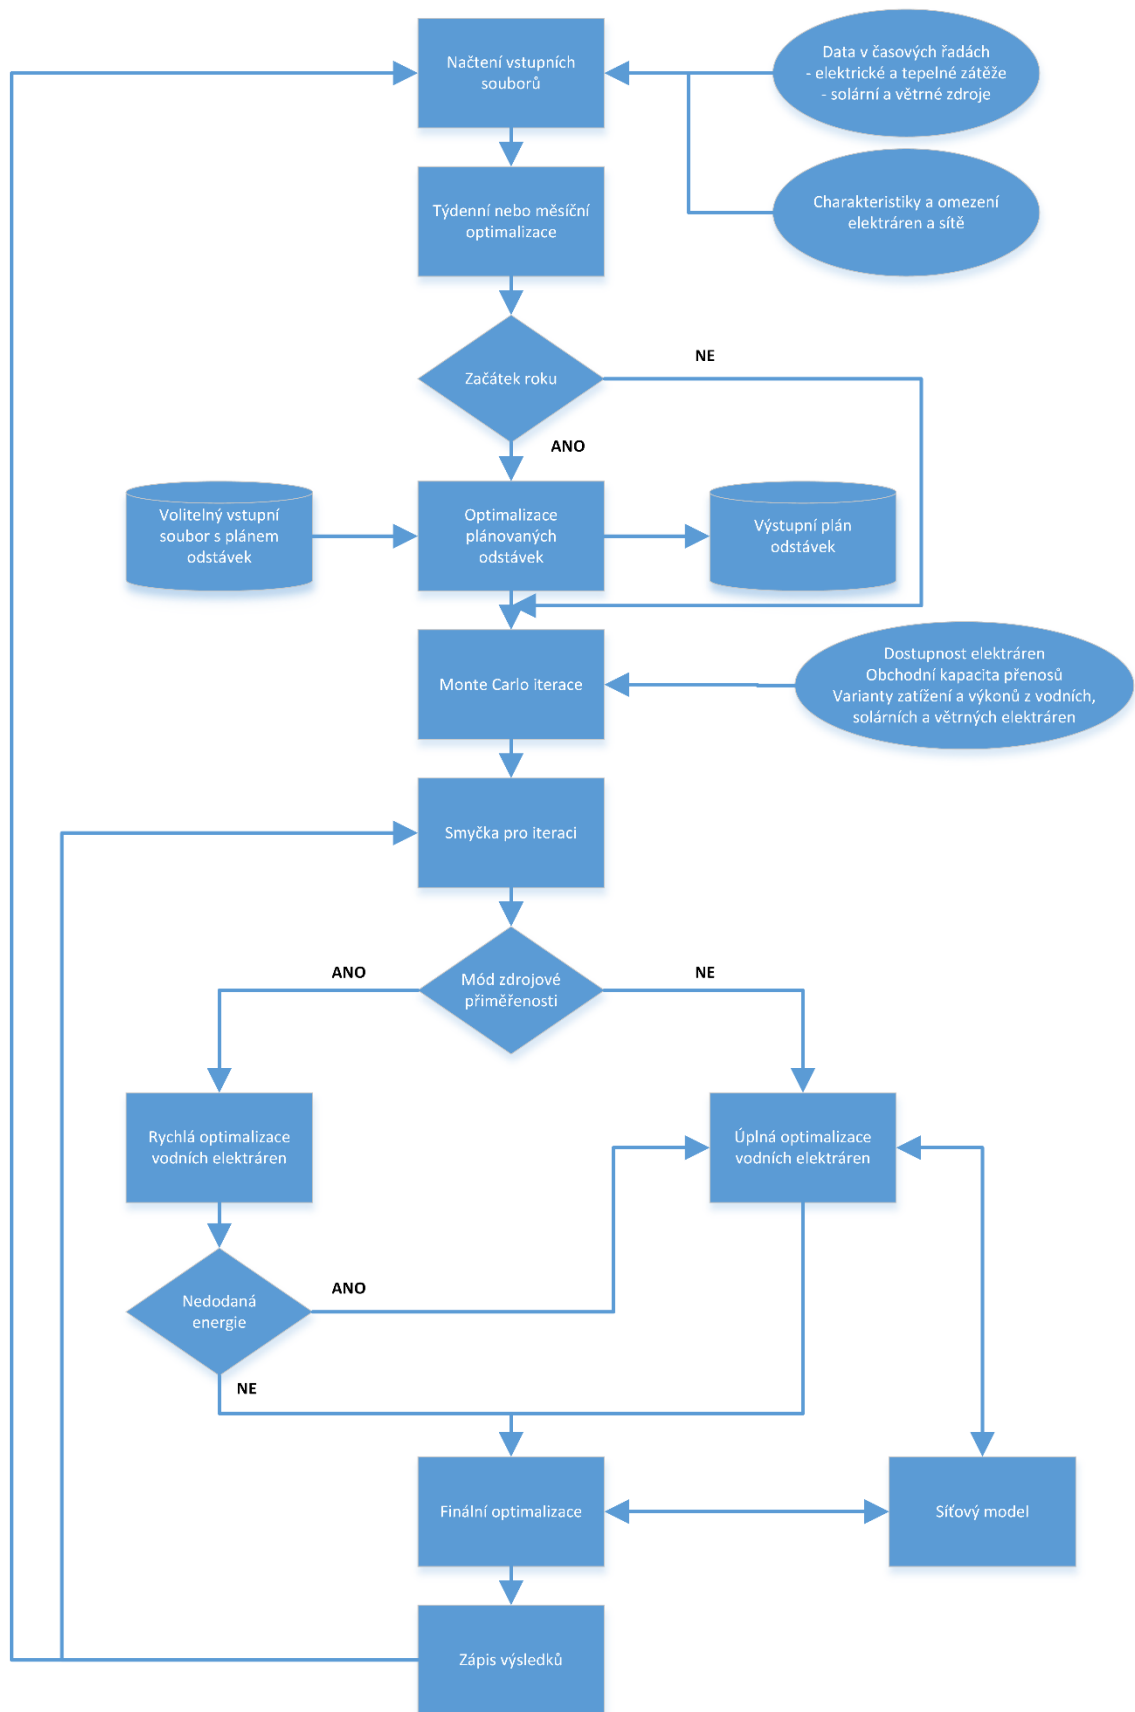 Načtení vstupních
souborů
Data v časových řadách
- elektrické a tepelné zátěže
- solární a větrné zdroje
Týdenní nebo měsíční
optimalizace
Charakteristiky a omezení
elektráren a sítě
Začátek roku
NE
ANO
Volitelný vstupní
soubor s plánem
odstávek
Optimalizace
plánovaných
odstávek
Výstupní plán
odstávek
Monte Carlo iterace
Dostupnost elektráren
Obchodní kapacita přenosů
Varianty zatížení a výkonů z vodních,
solárních a větrných elektráren
Smyčka pro iteraci
ANO
Mód zdrojové
přiměřenosti
NE
Rychlá optimalizace
vodních elektráren
Úplná optimalizace
vodních elektráren
Nedodaná
energie
ANO
NE
Finální optimalizace
Síťový model
Zápis výsledků